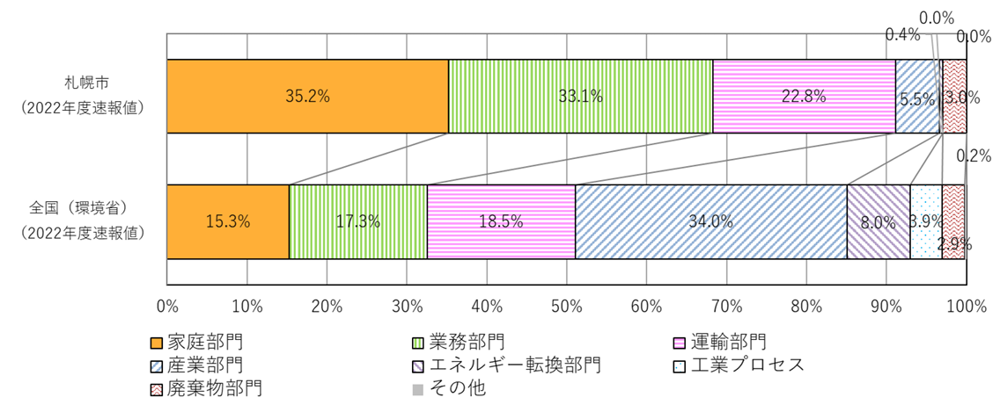 0.0%
0.4%
0.0%
札幌市
（2022年度速報値）
35.2%
33.1%
22.8%
5.5%
3.0%
0.2%
全国（環境省）
（2022年度速報値）
15.3%
17.3%
18.5%
34.0%
8.0%
3.9%
2.9%
0% 10% 20% 30% 40% 50% 60% 70% 80% 90% 100%
家庭部門 業務部門 運輸部門
産業部門 エネルギー転換部門 工業プロセス
廃棄物部門 その他